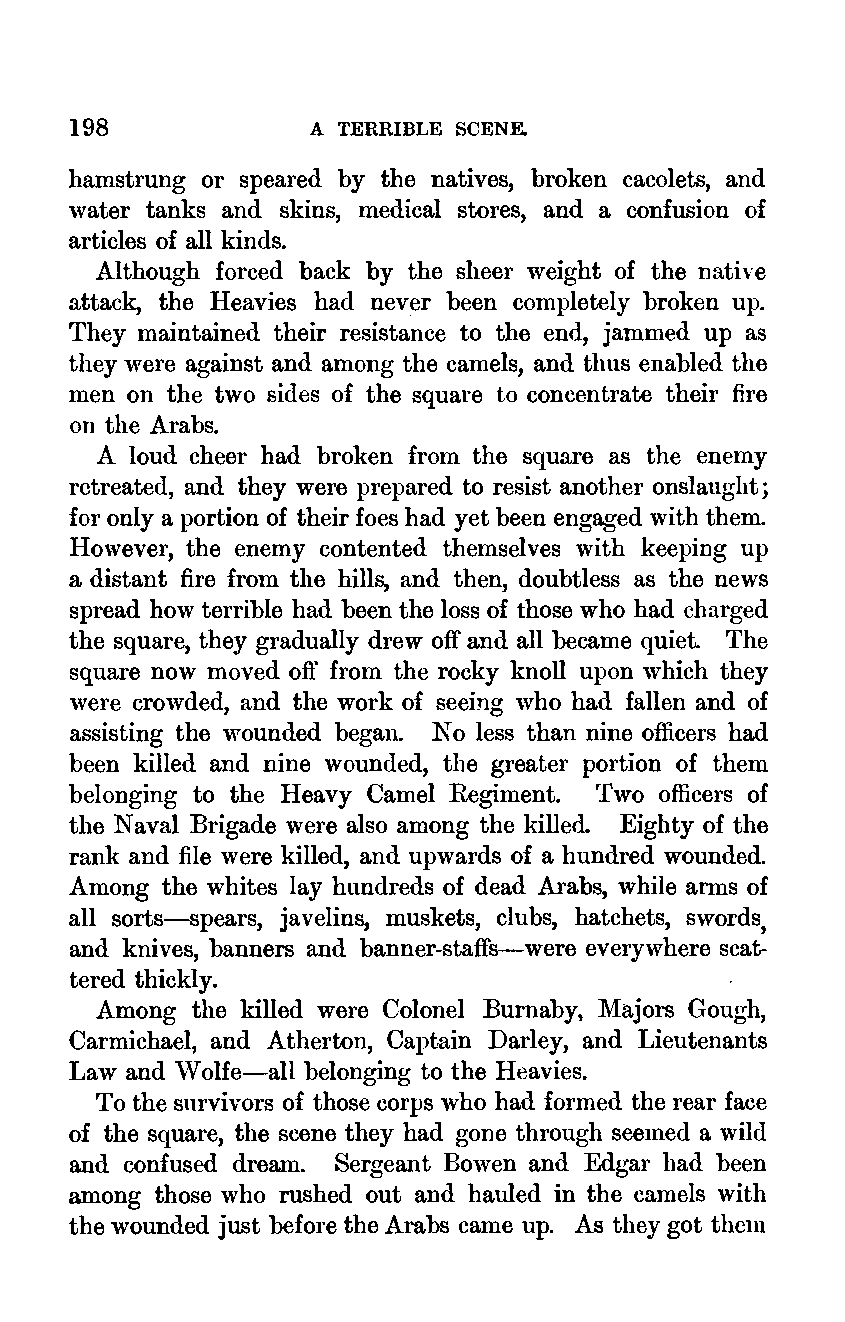 198 A TERRIBLE SCENE.
hamstrung or speared by the natives, broken cacolets, and
water tanks and skins, medical stores, and a confusion of
articles of all kinds.
Although forced back by the sheer weight of the native
attack, the Heavies had never been completely broken up.
They maintained their resistance to the end, jammed up as
they were against and among the camels, and thus enabled the
men on the two sides of the square to concentrate their fire
on the Arabs.
A loud cheer had broken from the square as the enemy
retreated, and they were prepared to resist another onslaught;
for only a portion of their foes had yet been engaged with them.
However, the enemy contented themselves with keeping up
a distant fire from the hills, and then, doubtless as the news
spread how terrible had been the loss of those who had charged
the square, they gradually drew off and all became quiet. The
square now moved off from the rocky knoll upon which they
were crowded, and the work of seeing who had fallen and of
assisting the wounded began. No less than nine officers had
been killed and nine wounded, the greater portion of them
belonging to the Heavy Camel Regiment. Two officers of
the Naval Brigade were also among the killed. Eighty of the
rank and file were killed, and upwards of a hundred wounded.
Among the whites lay hundreds of dead Arabs, while arms of
all sorts—spears, javelins, muskets, clubs, hatchets, swords,
and knives, banners and banner-staffs—were everywhere scat-
tered thickly.
Among the killed were Colonel Burnaby, Majors Gough,
Carmichael, and Atherton, Captain Darley, and Lieutenants
Law and Wolfe—all belonging to the Heavies.
To the survivors of those corps who had formed the rear face
of the square, the scene they had gone through seemed a wild
and confused dream. Sergeant Bowen and Edgar had been
among those who rushed out and hauled in the camels with
the wounded just before the Arabs came up. As they got them